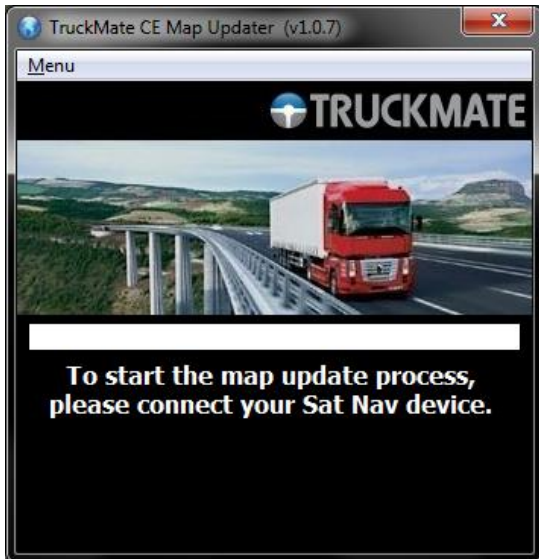 TruckMate CE Map Updater (v1.0.7)
Menu
TRUCKMATE
To start the map update process,
please connect your Sat Nav device.